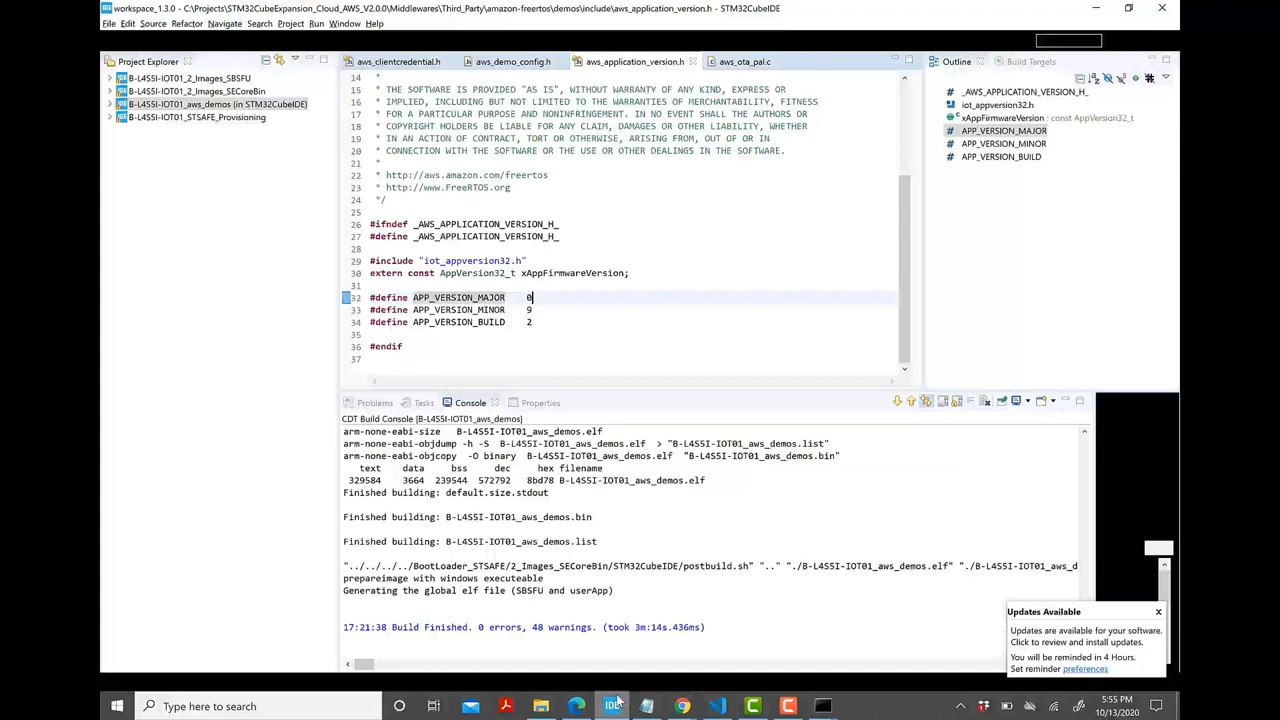 workspace_1.3.0 - C:\Projects\STM32CubeExpansion_Cloud_AWS_V2.0.0\Middlewares\Third_Party\amazon-freertos\demos\include\aws_application_version.h - STM32CubeIDE
File Edit Source Refactor Navigate Search Project Run Window Help
Project Explorer
B-L4S5I-IOT01_2_Images_SBSFU
B-L4S5I-IOT01_2_Images_SECoreBin
B-L4S5I-IOT01_aws_demos (in STM32CubeIDE)
B-L4S5I-IOT01_STSAFE_Provisioning
aws_clientcredential.h aws_demo_config.h aws_application_version.h aws_ota_pal.c
14 *
15 * THE SOFTWARE IS PROVIDED "AS IS", WITHOUT WARRANTY OF ANY KIND, EXPRESS OR
16 * IMPLIED, INCLUDING BUT NOT LIMITED TO THE WARRANTIES OF MERCHANTABILITY, FITNESS
17 * FOR A PARTICULAR PURPOSE AND NONINFRINGEMENT. IN NO EVENT SHALL THE AUTHORS OR
18 * COPYRIGHT HOLDERS BE LIABLE FOR ANY CLAIM, DAMAGES OR OTHER LIABILITY, WHETHER
19 * IN AN ACTION OF CONTRACT, TORT OR OTHERWISE, ARISING FROM, OUT OF OR IN
20 * CONNECTION WITH THE SOFTWARE OR THE USE OR OTHER DEALINGS IN THE SOFTWARE.
21 *
22 * http://aws.amazon.com/freertos
23 * http://www.FreeRTOS.org
24 */
25
26 #ifndef _AWS_APPLICATION_VERSION_H_
27 #define _AWS_APPLICATION_VERSION_H_
28
29 #include "iot_appversion32.h"
30 extern const AppVersion32_t xAppFirmwareVersion;
31
32 #define APP_VERSION_MAJOR 0
33 #define APP_VERSION_MINOR 9
34 #define APP_VERSION_BUILD 2
35
36 #endif
37
Outline Build Targets
_AWS_APPLICATION_VERSION_H_
iot_appversion32.h
xAppFirmwareVersion : const AppVersion32_t
APP_VERSION_MAJOR
APP_VERSION_MINOR
APP_VERSION_BUILD
Problems Tasks Console Properties
CDT Build Console [B-L4S5I-IOT01_aws_demos]
arm-none-eabi-size B-L4S5I-IOT01_aws_demos.elf
arm-none-eabi-objdump -h -S B-L4S5I-IOT01_aws_demos.elf > "B-L4S5I-IOT01_aws_demos.list"
arm-none-eabi-objcopy -O binary B-L4S5I-IOT01_aws_demos.elf "B-L4S5I-IOT01_aws_demos.bin"
text data bss dec hex filename
329584 3664 239544 572792 8bd78 B-L4S5I-IOT01_aws_demos.elf
Finished building: default.size.stdout
Finished building: B-L4S5I-IOT01_aws_demos.bin
Finished building: B-L4S5I-IOT01_aws_demos.list
"../../../../BootLoader_STSAFE/2_Images_SECoreBin/STM32CubeIDE/postbuild.sh" ".." "./B-L4S5I-IOT01_aws_demos.elf" "./B-L4S5I-IOT01_aws_d
prepareimage with windows executeable
Generating the global elf file (SBSFU and userApp)
17:21:38 Build Finished. 0 errors, 48 warnings. (took 3m:14s.436ms)
Updates Available
Updates are available for your software.
Click to review and install updates.
You will be reminded in 4 Hours.
Set reminder preferences
Type here to search
IDE
5:55 PM
10/13/2020